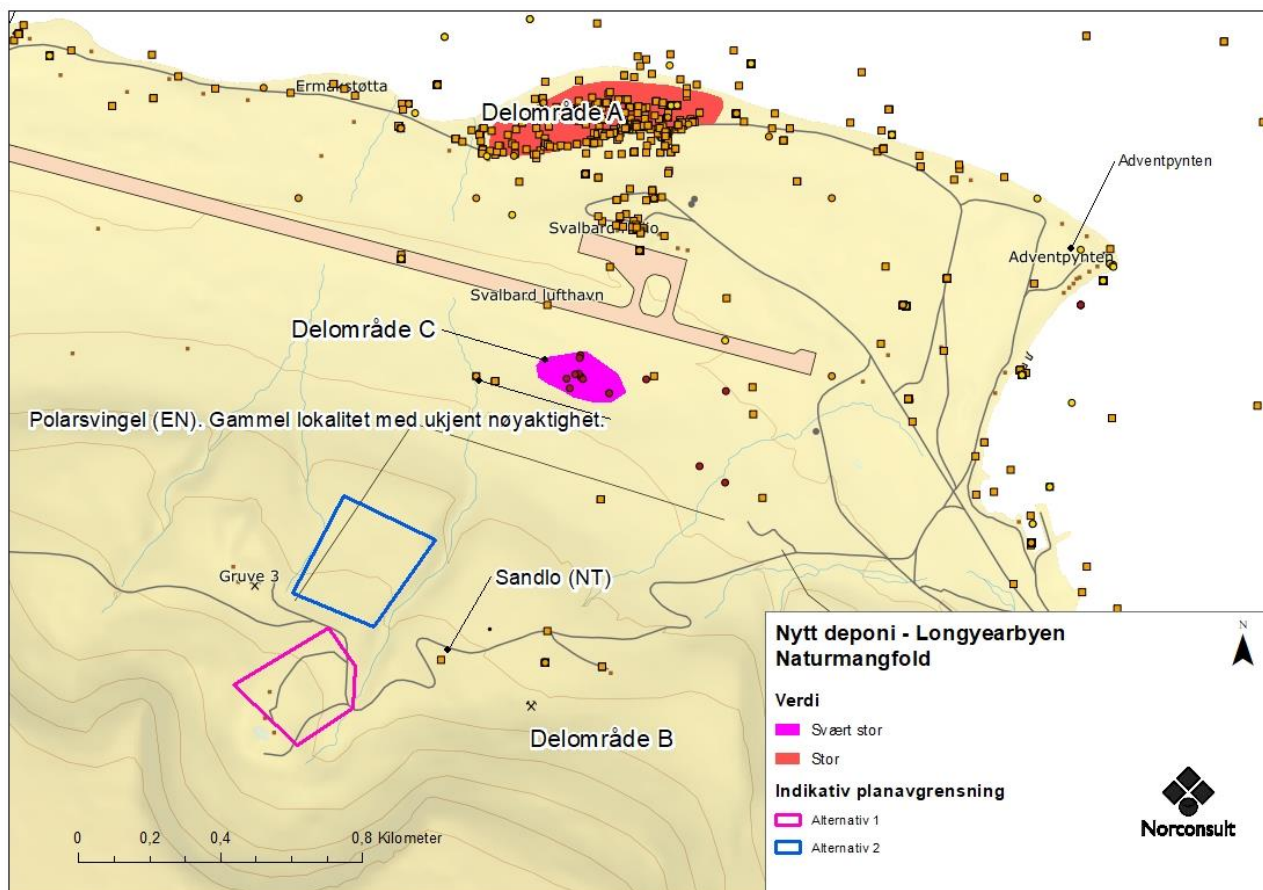 Ermakstøtta
Delområde A
Adventpynten
Svalbard
Adventpynten
Svalbard lufthavn
Delområde C
Polarsvingel (EN). Gammel lokalitet med ukjent nøyaktighet.
Gruve 3
Sandlo (NT)
Delområde B
0 0,2 0,4 0,8 Kilometer
Nytt deponi - Longyearbyen
Naturmangfold
N
Verdi
Svært stor
Stor
Indikativ planavgrensning
Alternativ 1
Alternativ 2
Norconsult